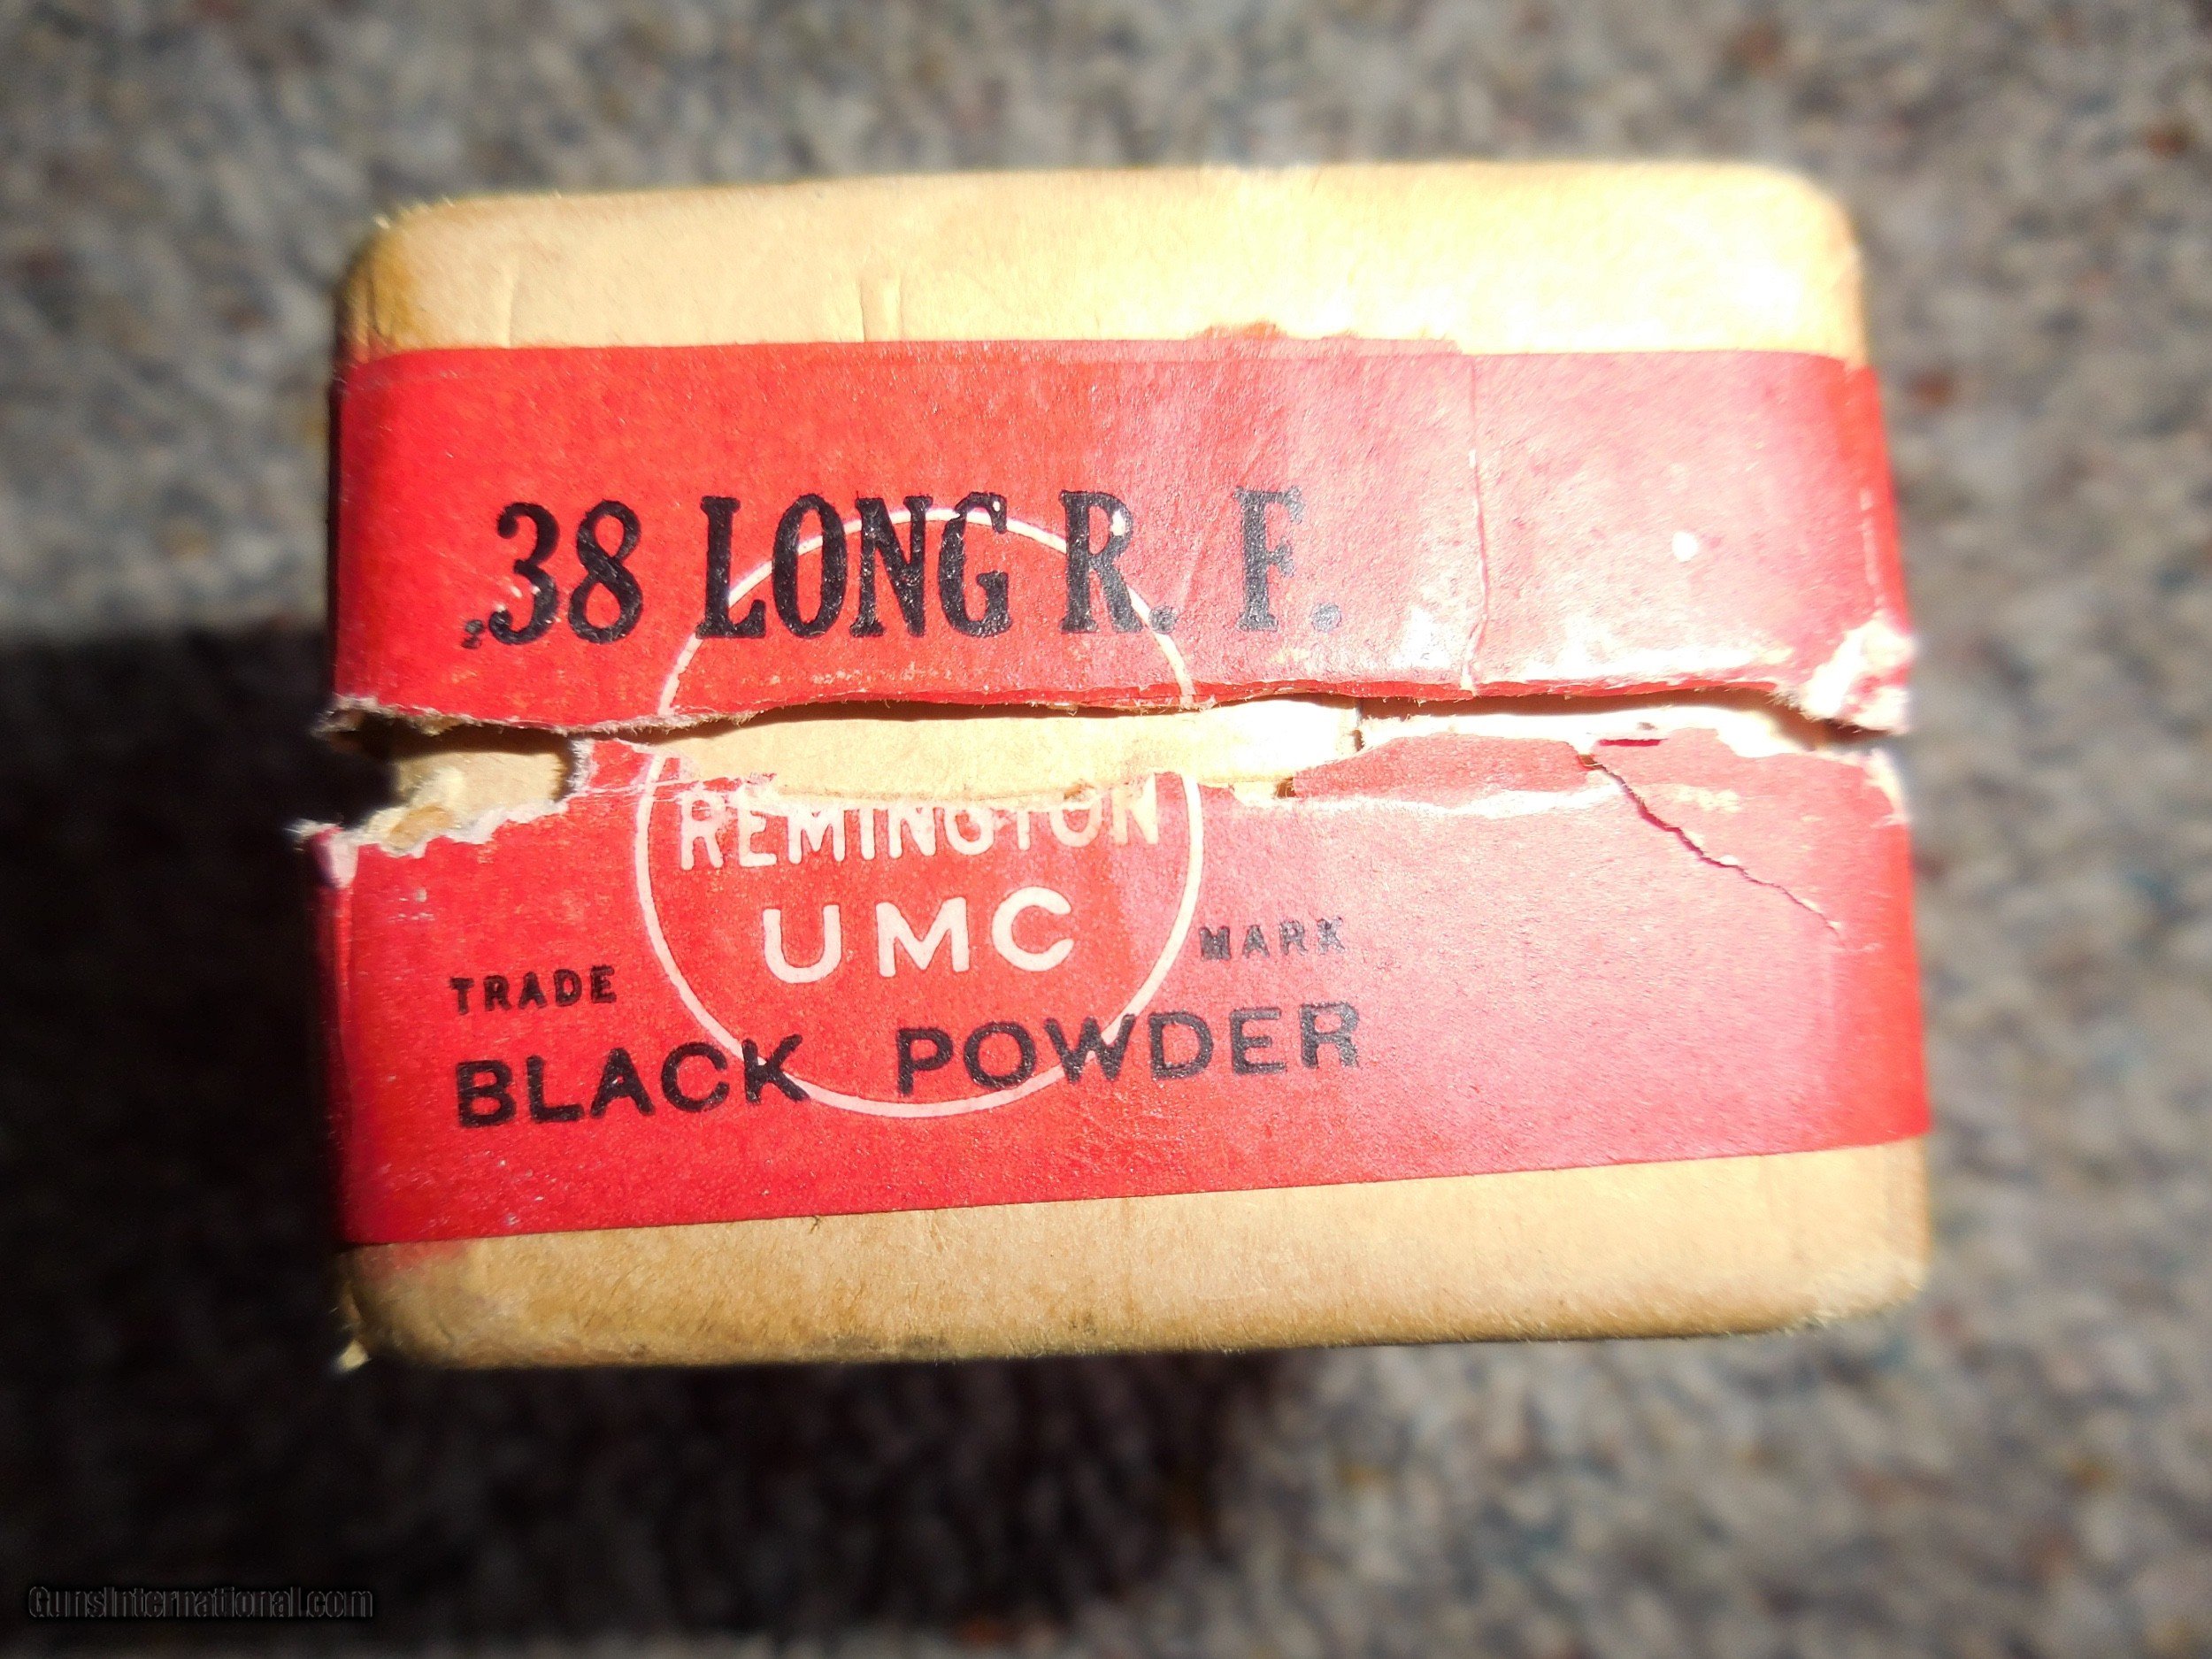 .38 LONG R. F.
REMINGTON
UMC
TRADE MARK
BLACK POWDER
GunsInternational.com